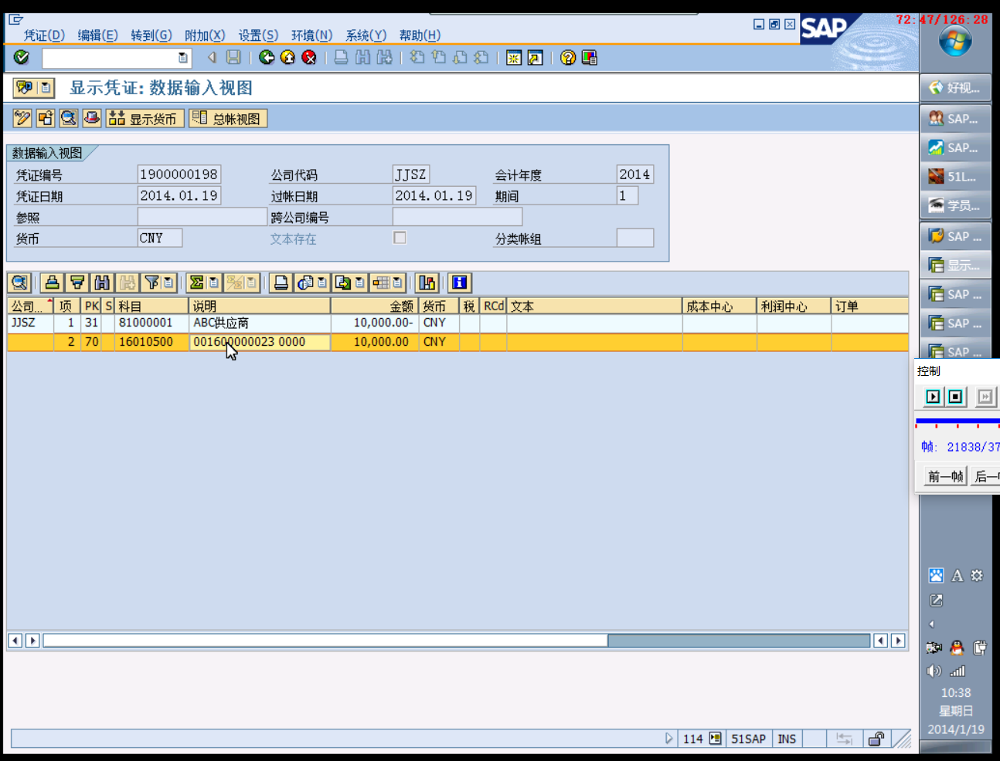 72:47/126:28
凭证(D) 编辑(E) 转到(G) 附加(X) 设置(S) 环境(N) 系统(Y) 帮助(H)
SAP
显示凭证: 数据输入视图
显示货币 总帐视图
数据输入视图
凭证编号 1900000198 公司代码 JJSZ 会计年度 2014
凭证日期 2014.01.19 过帐日期 2014.01.19 期间 1
参照 跨公司编号
货币 CNY 文本存在 分类帐组
公司... 项 PK S 科目 说明 金额 货币 税 RCd 文本 成本中心 利润中心 订单
JJSZ 1 31 81000001 ABC供应商 10,000.00- CNY
2 70 16010500 001600000023 0000 10,000.00 CNY
114 51SAP INS
好视...
SAP...
SAP...
51L...
学员...
SAP ...
显示...
SAP ...
SAP ...
SAP ...
控制
帧: 21838/37
前一帧 后一
A
10:38
星期日
2014/1/19